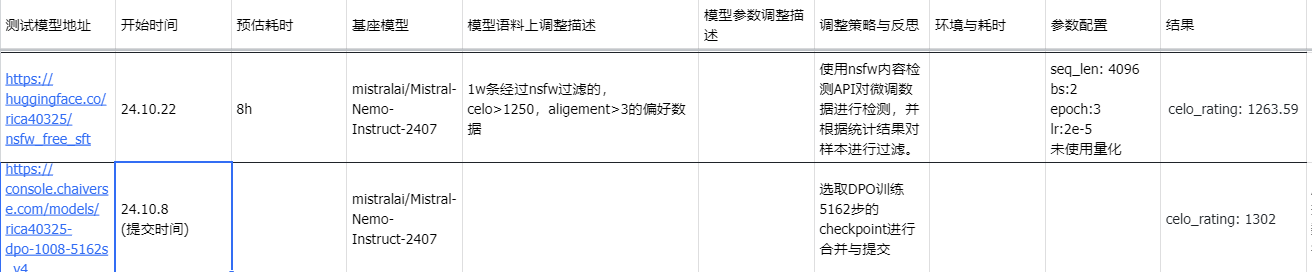 测试模型地址
开始时间
预估耗时
基座模型
模型语料上调整描述
模型参数调整描
述
调整策略与反思
环境与耗时
参数配置
结果
https://
huggingface.co/
rica40325/
nsfw_free_sft
24.10.22
8h
mistralai/Mistral-
Nemo-
Instruct-2407
1w条经过nsfw过滤的，
celo>1250，aligement>3的偏好数
据
使用nsfw内容检
测API对微调数
据进行检测，并
根据统计结果对
样本进行过滤。
seq_len: 4096
bs:2
epoch:3
lr:2e-5
未使用量化
celo_rating: 1263.59
https://
console.chaivers
e.com/models/
rica40325-
dpo-1008-5162s
_v4
24.10.8
(提交时间)
mistralai/Mistral-
Nemo-
Instruct-2407
选取DPO训练
5162步的
checkpoint进行
合并与提交
celo_rating: 1302